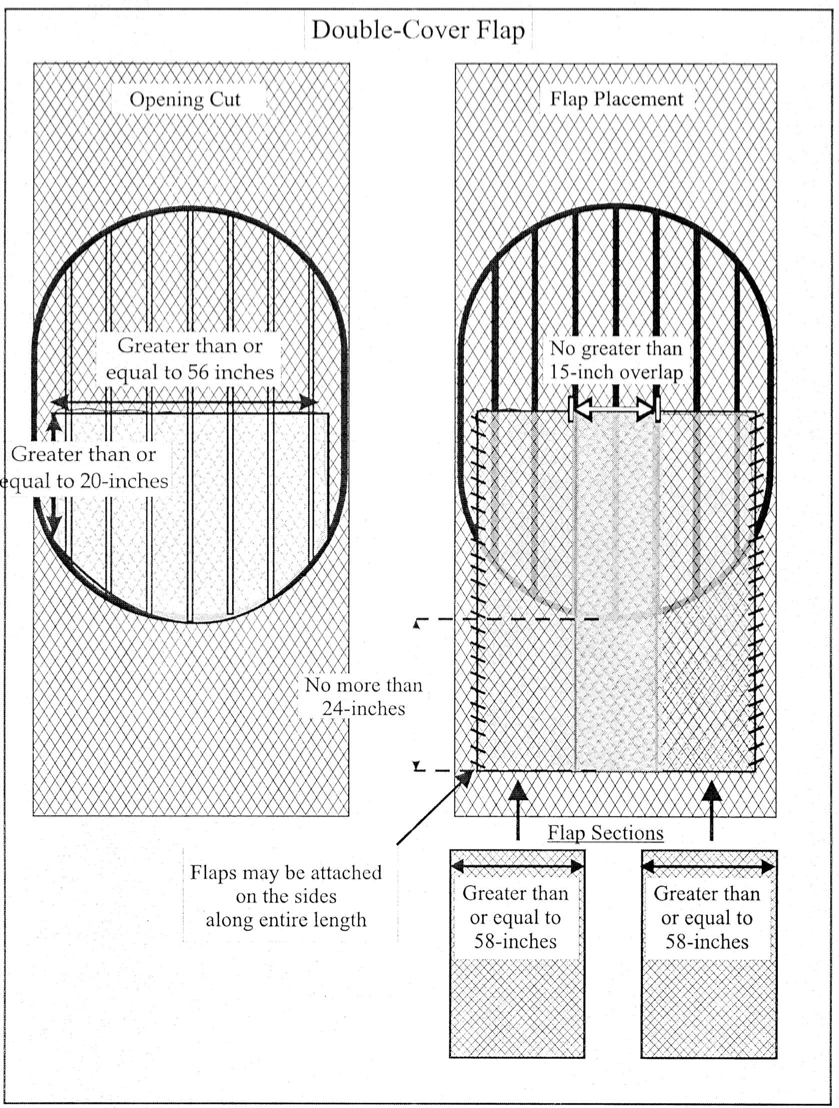 Double-Cover Flap
Opening Cut
Greater than or
equal to 56 inches
Greater than or
equal to 20-inches
Flap Placement
No greater than
15-inch overlap
No more than
24-inches
Flaps may be attached
on the sides
along entire length
Flap Sections
Greater than
or equal to
58-inches
Greater than
or equal to
58-inches